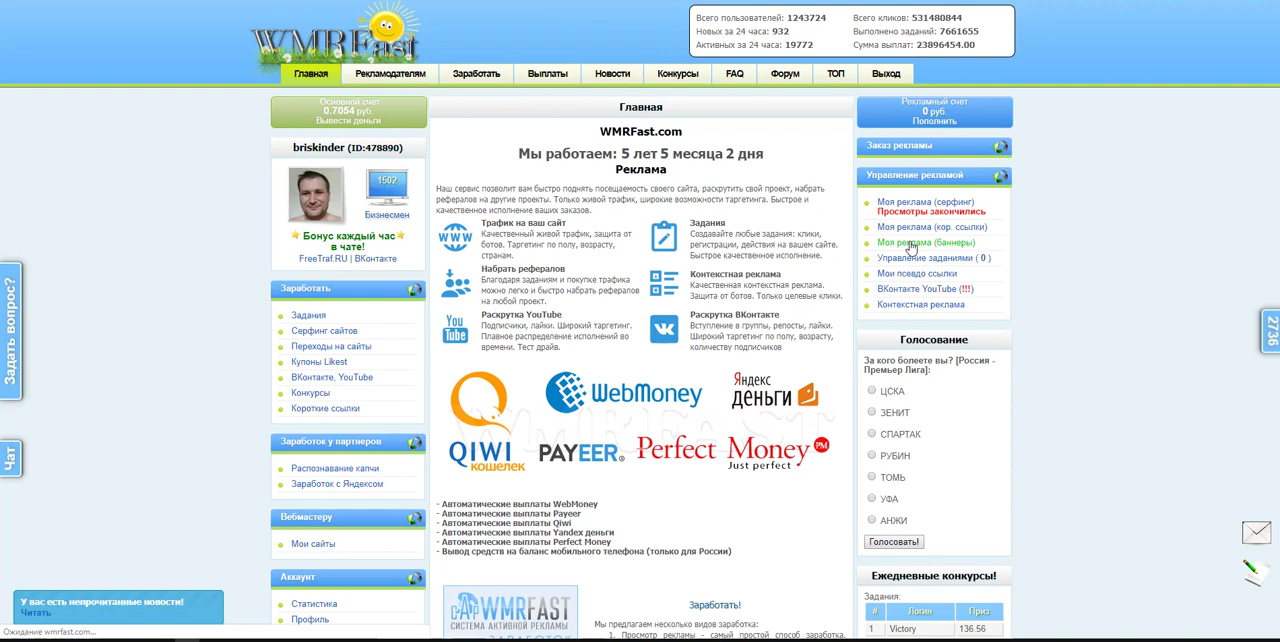 WMRFast
Всего пользователей: 1243724
Новых за 24 часа: 932
Активных за 24 часа: 19772
Всего кликов: 531480844
Выполнено заданий: 7661655
Сумма выплат: 23896454.00
Главная
Рекламодателям
Заработать
Выплаты
Новости
Конкурсы
FAQ
Форум
ТОП
Выход
Основной счет
0.7054 руб.
Вывести деньги
briskinder (ID:478890)
1502
Бизнесмен
Бонус каждый час
в чате!
FreeTraf.RU | ВКонтакте
Заработать
Задания
Серфинг сайтов
Переходы на сайты
Купоны Likest
ВКонтакте, YouTube
Конкурсы
Короткие ссылки
Заработок у партнеров
Распознавание капчи
Заработок с Яндексом
Вебмастеру
Мои сайты
Аккаунт
Статистика
Профиль
Задать вопрос?
Чат
У вас есть непрочитанные новости!
Читать
Ожидание wmrfast.com...
Главная
WMRFast.com
Мы работаем: 5 лет 5 месяца 2 дня
Реклама
Наш сервис позволит вам быстро поднять посещаемость своего сайта, раскрутить свой проект, набрать
рефералов на другие проекты. Только живой трафик, широкие возможности таргетинга. Быстрое и
качественное исполнение ваших заказов.
WWW
Трафик на ваш сайт
Качественный живой трафик, защита от
ботов. Таргетинг по полу, возрасту,
странам.
Задания
Создавайте любые задания: клики,
регистрации, действия на вашем сайте.
Быстрое качественное исполнение.
Набрать рефералов
Благодаря заданиям и покупке трафика
можно легко и быстро набрать рефералов
на любой проект.
Контекстная реклама
Качественная контекстная реклама.
Защита от ботов. Только целевые клики.
You
Tube
Раскрутка YouTube
Подписчики, лайки. Широкий таргетинг.
Плавное распределение исполнений во
времени. Тест драйв.
Раскрутка ВКонтакте
Вступление в группы, репосты, лайки.
Широкий таргетинг по полу, возрасту,
количеству подписчиков
QIWI
кошелек
WebMoney
Яндекс
деньги
WMRFAST
PAYEER
Perfect Money PM
Just perfect
- Автоматические выплаты WebMoney
- Автоматические выплаты Payeer
- Автоматические выплаты Qiwi
- Автоматические выплаты Yandex деньги
- Автоматические выплаты Perfect Money
- Вывод средств на баланс мобильного телефона (только для России)
WMRFAST
СИСТЕМА АКТИВНОЙ РЕКЛАМЫ
Заработать!
Мы предлагаем несколько видов заработка:
1. Просмотр рекламы - самый простой способ заработка.
Рекламный счет
0 руб.
Пополнить
Заказ рекламы
Управление рекламой
Моя реклама (серфинг)
Просмотры закончились
Моя реклама (кор. ссылки)
Моя реклама (баннеры)
Управление заданиями ( 0 )
Мои псевдо ссылки
ВКонтакте YouTube (!!!)
Контекстная реклама
Голосование
За кого болеете вы? [Россия -
Премьер Лига]:
ЦСКА
ЗЕНИТ
СПАРТАК
РУБИН
ТОМЬ
УФА
АНЖИ
Голосовать!
Ежедневные конкурсы!
Задания:
# Логин Приз
1 Victory 136.56
2736